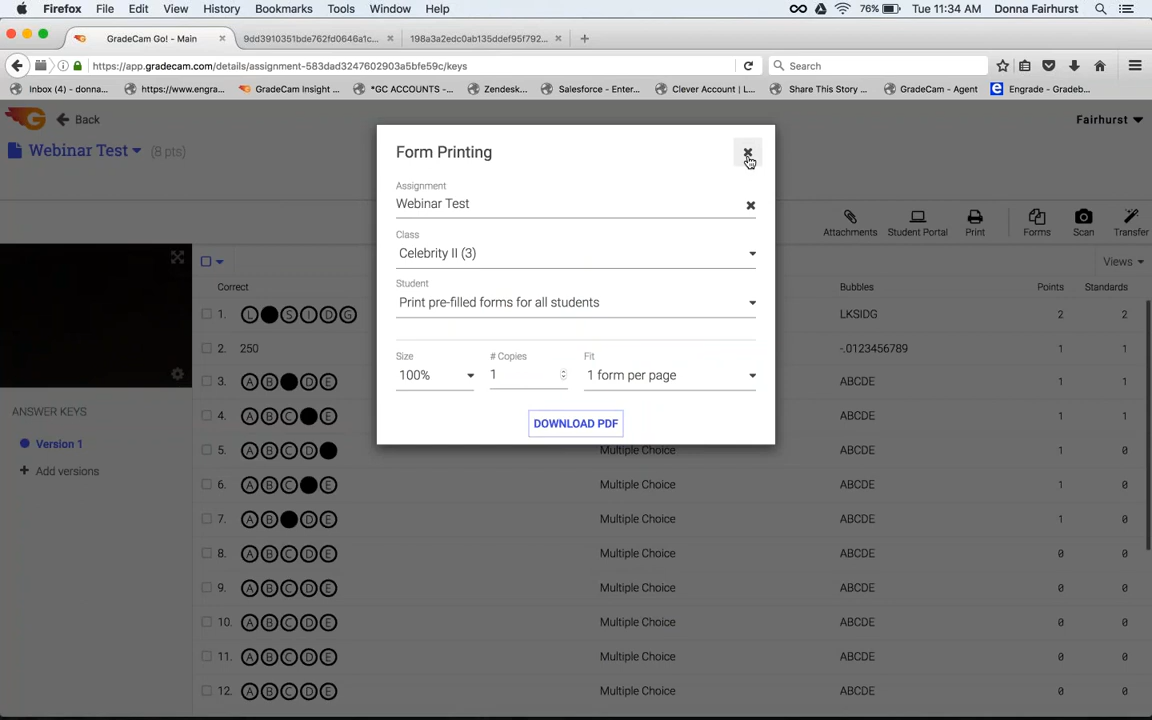 Firefox File Edit View History Bookmarks Tools Window Help 76% Tue 11:34 AM Donna Fairhurst
GradeCam Go! - Main 9dd3910351bde762fd0646a1c... 198a3a2edc0ab135ddef95f792...
https://app.gradecam.com/details/assignment-583dad3247602903a5bfe59c/keys Search
Inbox (4) - donna... https://www.engra... GradeCam Insight ... *GC ACCOUNTS -... Zendesk... Salesforce - Enter... Clever Account | L... Share This Story ... GradeCam - Agent Engrade - Gradeb...
Back Fairhurst
Webinar Test (8 pts)
Form Printing
Assignment
Webinar Test
Class
Celebrity II (3)
Student
Print pre-filled forms for all students
Size # Copies Fit
100% 1 1 form per page
DOWNLOAD PDF
Attachments Student Portal Print Forms Scan Transfer
Views
Correct Bubbles Points Standards
1. L S I D G LKSIDG 2 2
2. 250 -.0123456789 1 1
3. A B D E ABCDE 1 1
4. A B C E ABCDE 1 1
5. A B C D Multiple Choice ABCDE 1 0
6. A B C E Multiple Choice ABCDE 1 0
7. A B D E Multiple Choice ABCDE 1 0
8. A B C D E Multiple Choice ABCDE 0 0
9. A B C D E Multiple Choice ABCDE 0 0
10. A B C D E Multiple Choice ABCDE 0 0
11. A B C D E Multiple Choice ABCDE 0 0
12. A B C D E Multiple Choice ABCDE 0 0
ANSWER KEYS
Version 1
Add versions